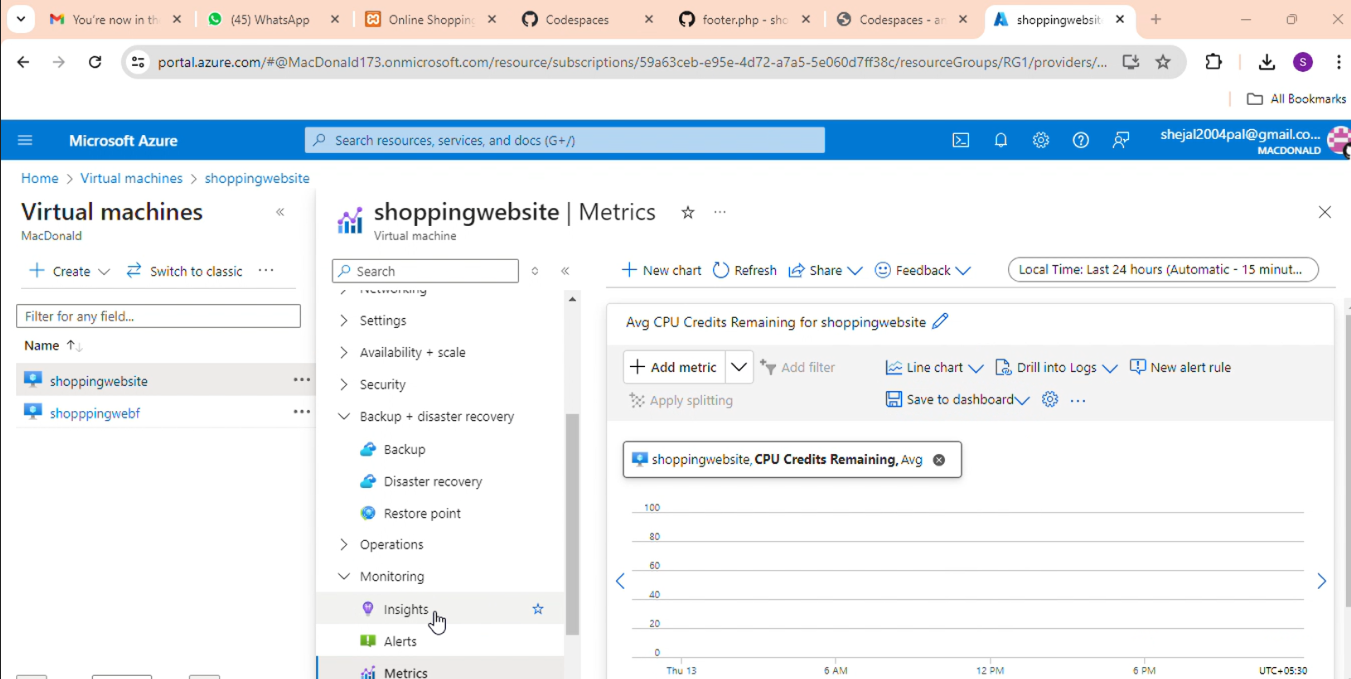 You're now in th
(45) WhatsApp
Online Shopping
Codespaces
footer.php - sho
Codespaces - a
shoppingwebsit
portal.azure.com/#@MacDonald173.onmicrosoft.com/resource/subscriptions/59a63ceb-e95e-4d72-a7a5-5e060d7ff38c/resourceGroups/RG1/providers/...
S
All Bookmarks
Microsoft Azure
Search resources, services, and docs (G+/)
shejal2004pal@gmail.co...
MACDONALD
Home > Virtual machines > shoppingwebsite
Virtual machines
MacDonald
Create
Switch to classic
Filter for any field...
Name
shoppingwebsite
shopppingwebf
shoppingwebsite | Metrics
Virtual machine
Search
Networking
Settings
Availability + scale
Security
Backup + disaster recovery
Backup
Disaster recovery
Restore point
Operations
Monitoring
Insights
Alerts
Metrics
New chart
Refresh
Share
Feedback
Local Time: Last 24 hours (Automatic - 15 minut...
Avg CPU Credits Remaining for shoppingwebsite
Add metric
Add filter
Line chart
Drill into Logs
New alert rule
Apply splitting
Save to dashboard
shoppingwebsite, CPU Credits Remaining, Avg
100
80
60
40
20
0
Thu 13
6 AM
12 PM
6 PM
UTC+05:30